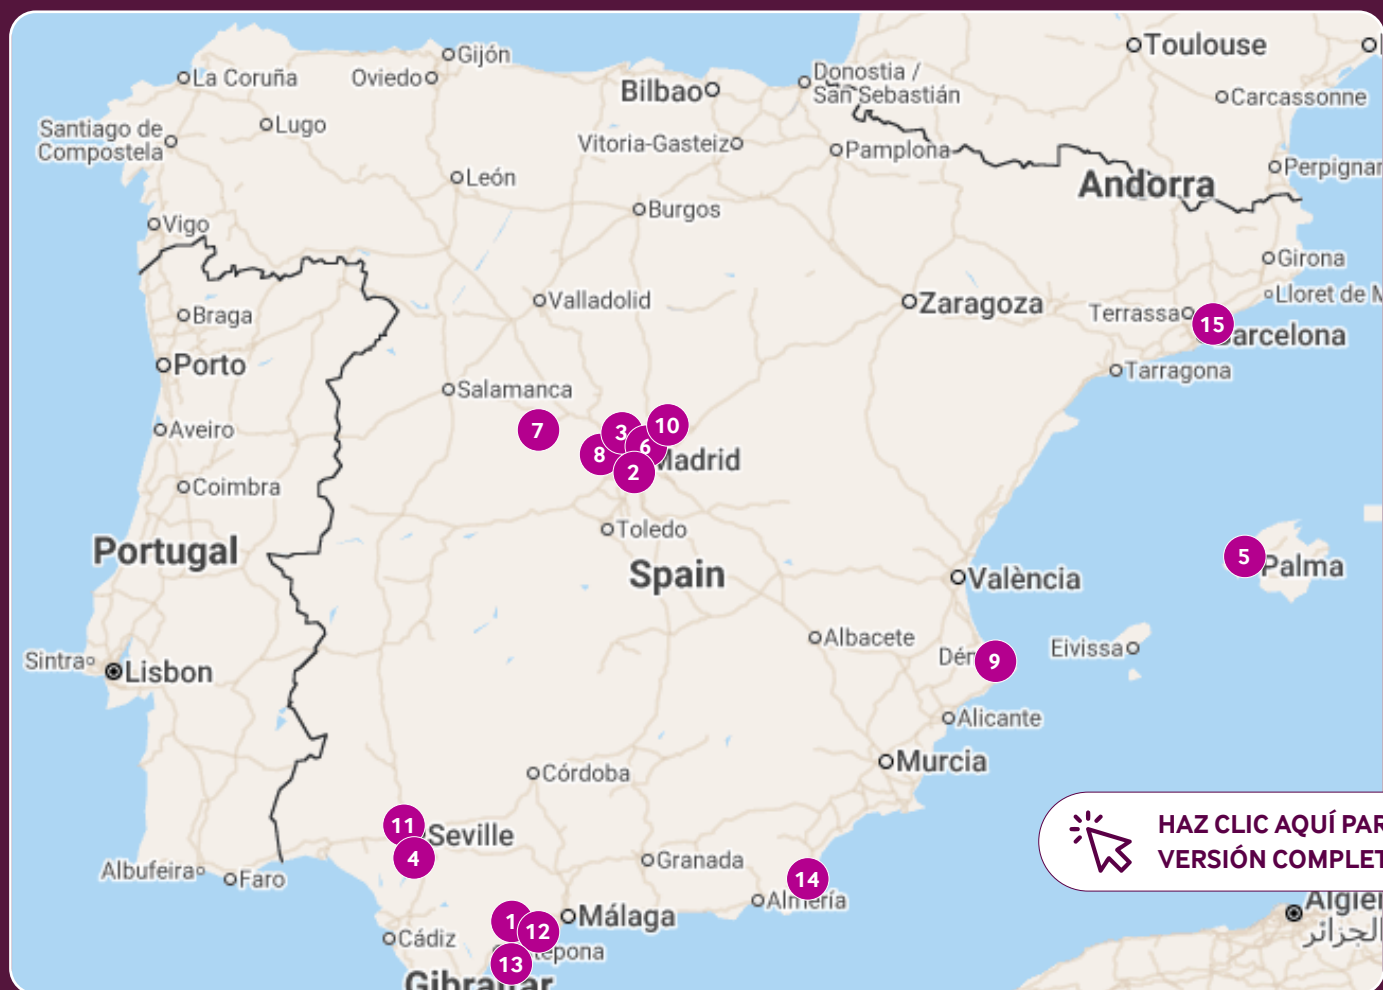 Toulouse
Gijón
La Coruña
Oviedo
Donostia /
San Sebastián
Bilbao
Carcassonne
Lugo
Santiago de
Compostela
Vitoria-Gasteiz
Pamplona
Perpignan
León
Andorra
Burgos
Vigo
Girona
Lloret de M
Valladolid
Zaragoza
Braga
Terrassa
15
arcelona
Porto
Tarragona
Salamanca
Aveiro
7
3
10
6
8
Madrid
2
Coimbra
Toledo
Portugal
Spain
València
5
Palma
Albacete
Eivissa
Dén
9
Sintra
Lisbon
Alicante
Murcia
Córdoba
11
Seville
4
HAZ CLIC AQUÍ PAR
VERSIÓN COMPLET
Granada
14
Almería
Albufeira
Faro
1
12
Málaga
Cádiz
tepona
13
Gibraltar
Algier
الجزائر